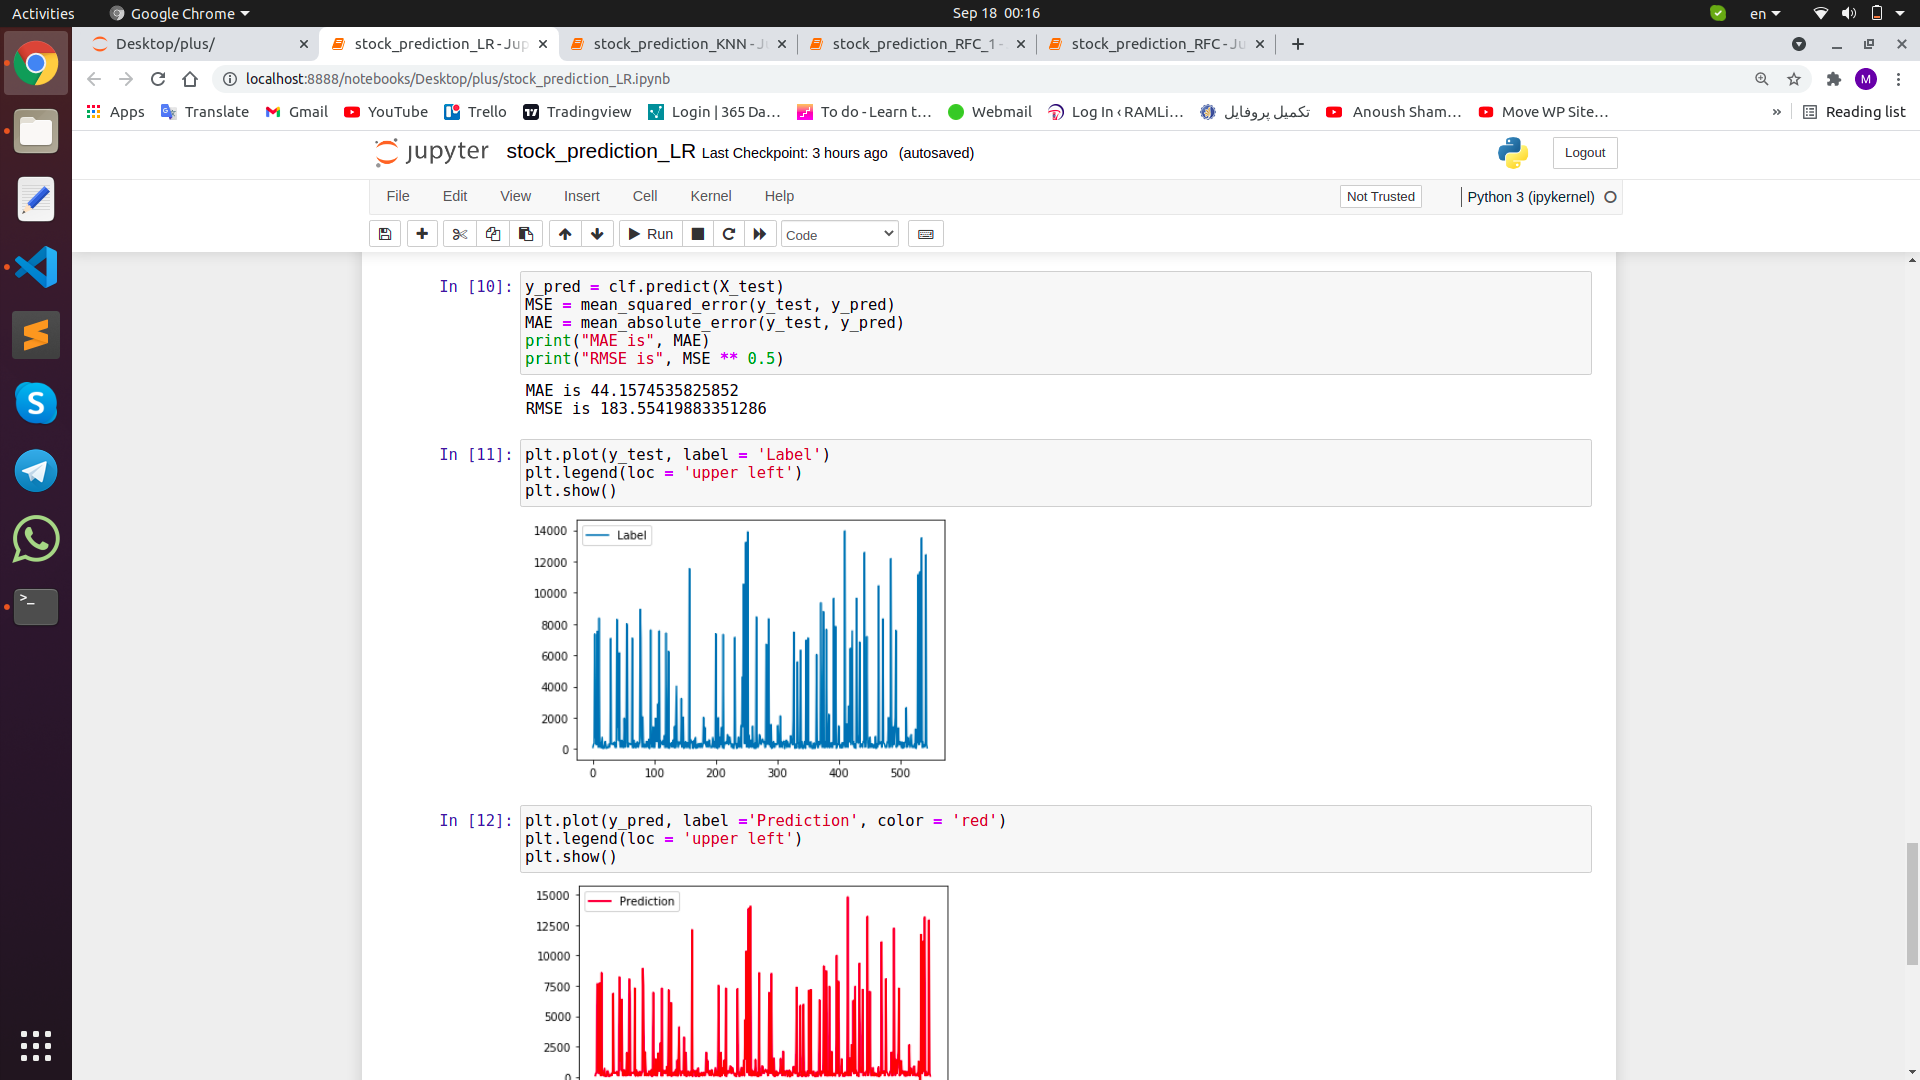 Activities
Google Chrome
Sep 18 00:16
en
Desktop/plus/
stock_prediction_LR - Jup
stock_prediction_KNN - Ju
stock_prediction_RFC_1 -
stock_prediction_RFC - Ju
localhost:8888/notebooks/Desktop/plus/stock_prediction_LR.ipynb
M
Apps
Translate
Gmail
YouTube
Trello
Tradingview
Login | 365 Da…
To do - Learn t…
Webmail
Log In ‹ RAMLi…
تکمیل پروفایل
Anoush Sham…
Move WP Site…
»
Reading list
jupyter
stock_prediction_LR Last Checkpoint: 3 hours ago (autosaved)
Logout
File
Edit
View
Insert
Cell
Kernel
Help
Not Trusted
Python 3 (ipykernel)
Run
Code
In [10]:
y_pred = clf.predict(X_test)
MSE = mean_squared_error(y_test, y_pred)
MAE = mean_absolute_error(y_test, y_pred)
print("MAE is", MAE)
print("RMSE is", MSE ** 0.5)
MAE is 44.1574535825852
RMSE is 183.55419883351286
In [11]:
plt.plot(y_test, label = 'Label')
plt.legend(loc = 'upper left')
plt.show()
Label
14000
12000
10000
8000
6000
4000
2000
0
0 100 200 300 400 500
In [12]:
plt.plot(y_pred, label ='Prediction', color = 'red')
plt.legend(loc = 'upper left')
plt.show()
Prediction
15000
12500
10000
7500
5000
2500
0